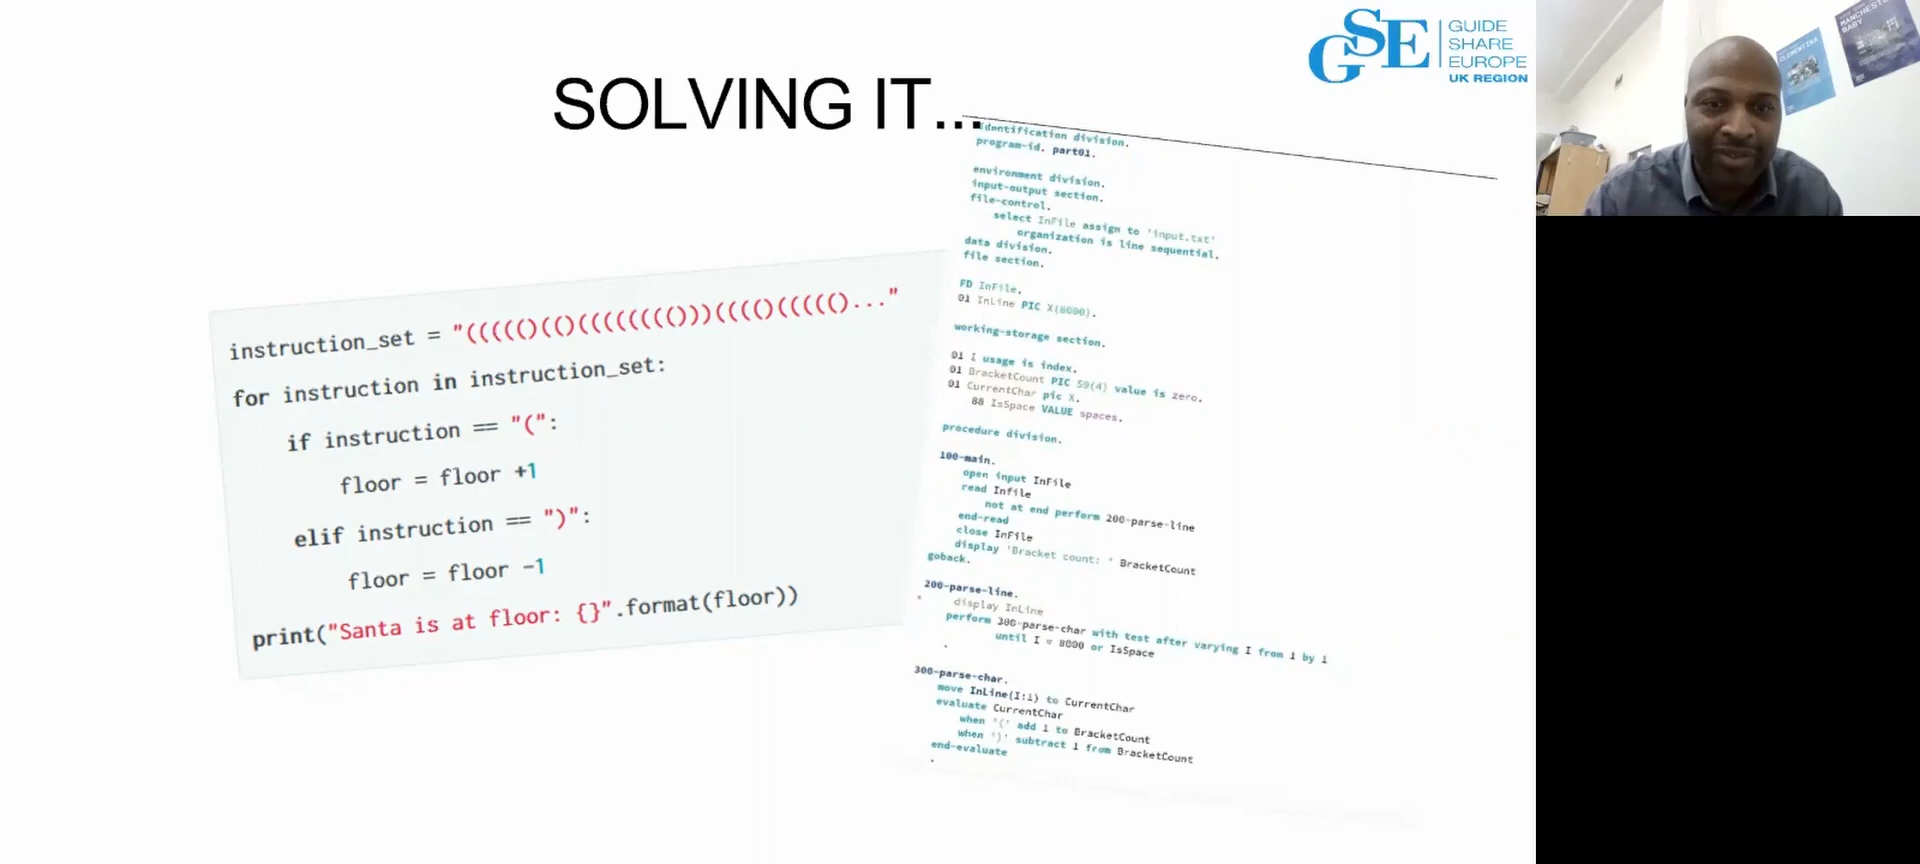 SOLVING IT...
GSE
GUIDE
SHARE
EUROPE
UK REGION
CLEMENTINA
MANCHESTER
BABY
instruction_set = "((((()(()((((((()))(((()((((()..."
for instruction in instruction_set:
if instruction == "(":
floor = floor +1
elif instruction == ")":
floor = floor -1
print("Santa is at floor: {}".format(floor))
identification division.
program-id. part01.
environment division.
input-output section.
file-control.
select InFile assign to 'input.txt'
organization is line sequential.
data division.
file section.
FD InFile.
01 InLine PIC X(8000).
working-storage section.
01 I usage is index.
01 BracketCount PIC S9(4) value is zero.
01 CurrentChar pic X.
88 IsSpace VALUE spaces.
procedure division.
100-main.
open input InFile
read Infile
not at end perform 200-parse-line
end-read
close InFile
display 'Bracket count: ' BracketCount
goback.
200-parse-line.
* display InLine
perform 300-parse-char with test after varying I from 1 by 1
until I = 8000 or IsSpace
.
300-parse-char.
move InLine(I:1) to CurrentChar
evaluate CurrentChar
when '(' add 1 to BracketCount
when ')' subtract 1 from BracketCount
end-evaluate
.